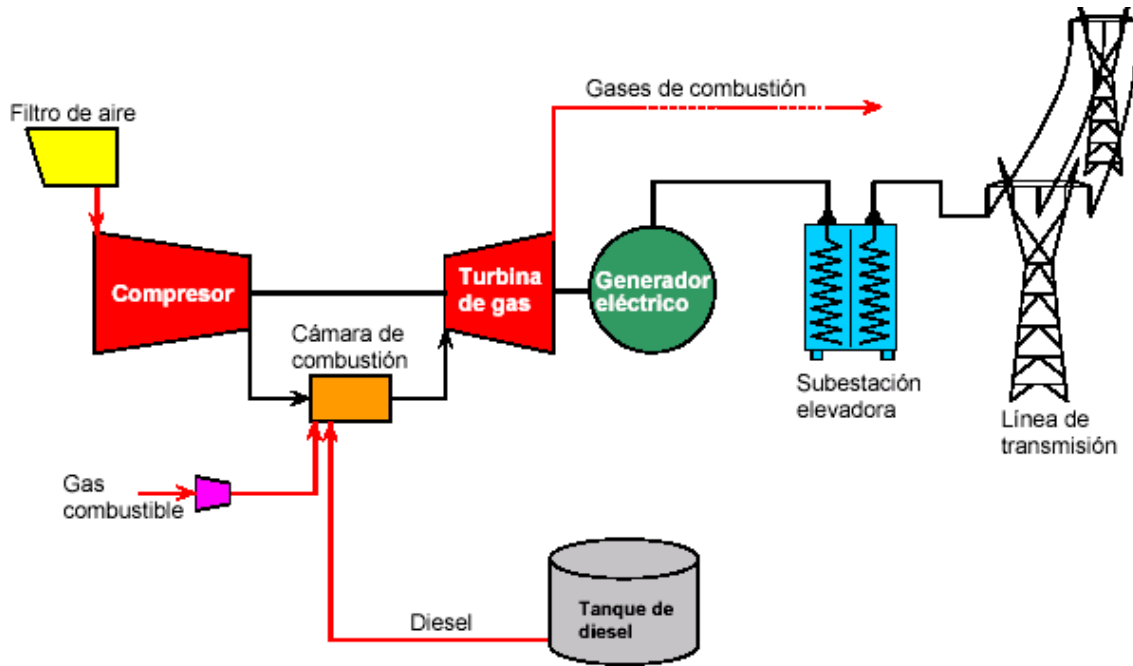 Filtro de aire
Gases de combustión
Compresor
Turbina
de gas
Generador
eléctrico
Cámara de
combustión
Subestación
elevadora
Línea de
transmisión
Gas
combustible
Diesel
Tanque de
diesel